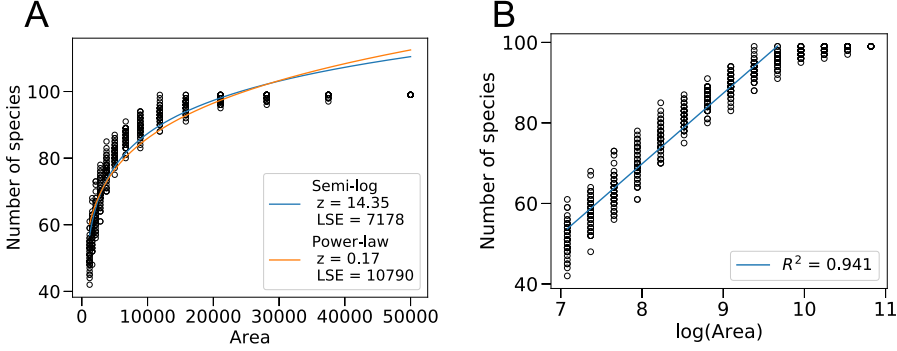 A
Number of species
100
80
60
40
0
10000
20000
30000
40000
50000
Area
Semi-log
z = 14.35
LSE = 7178
Power-law
z = 0.17
LSE = 10790
B
Number of species
100
80
60
40
7
8
9
10
11
log(Area)
R² = 0.941